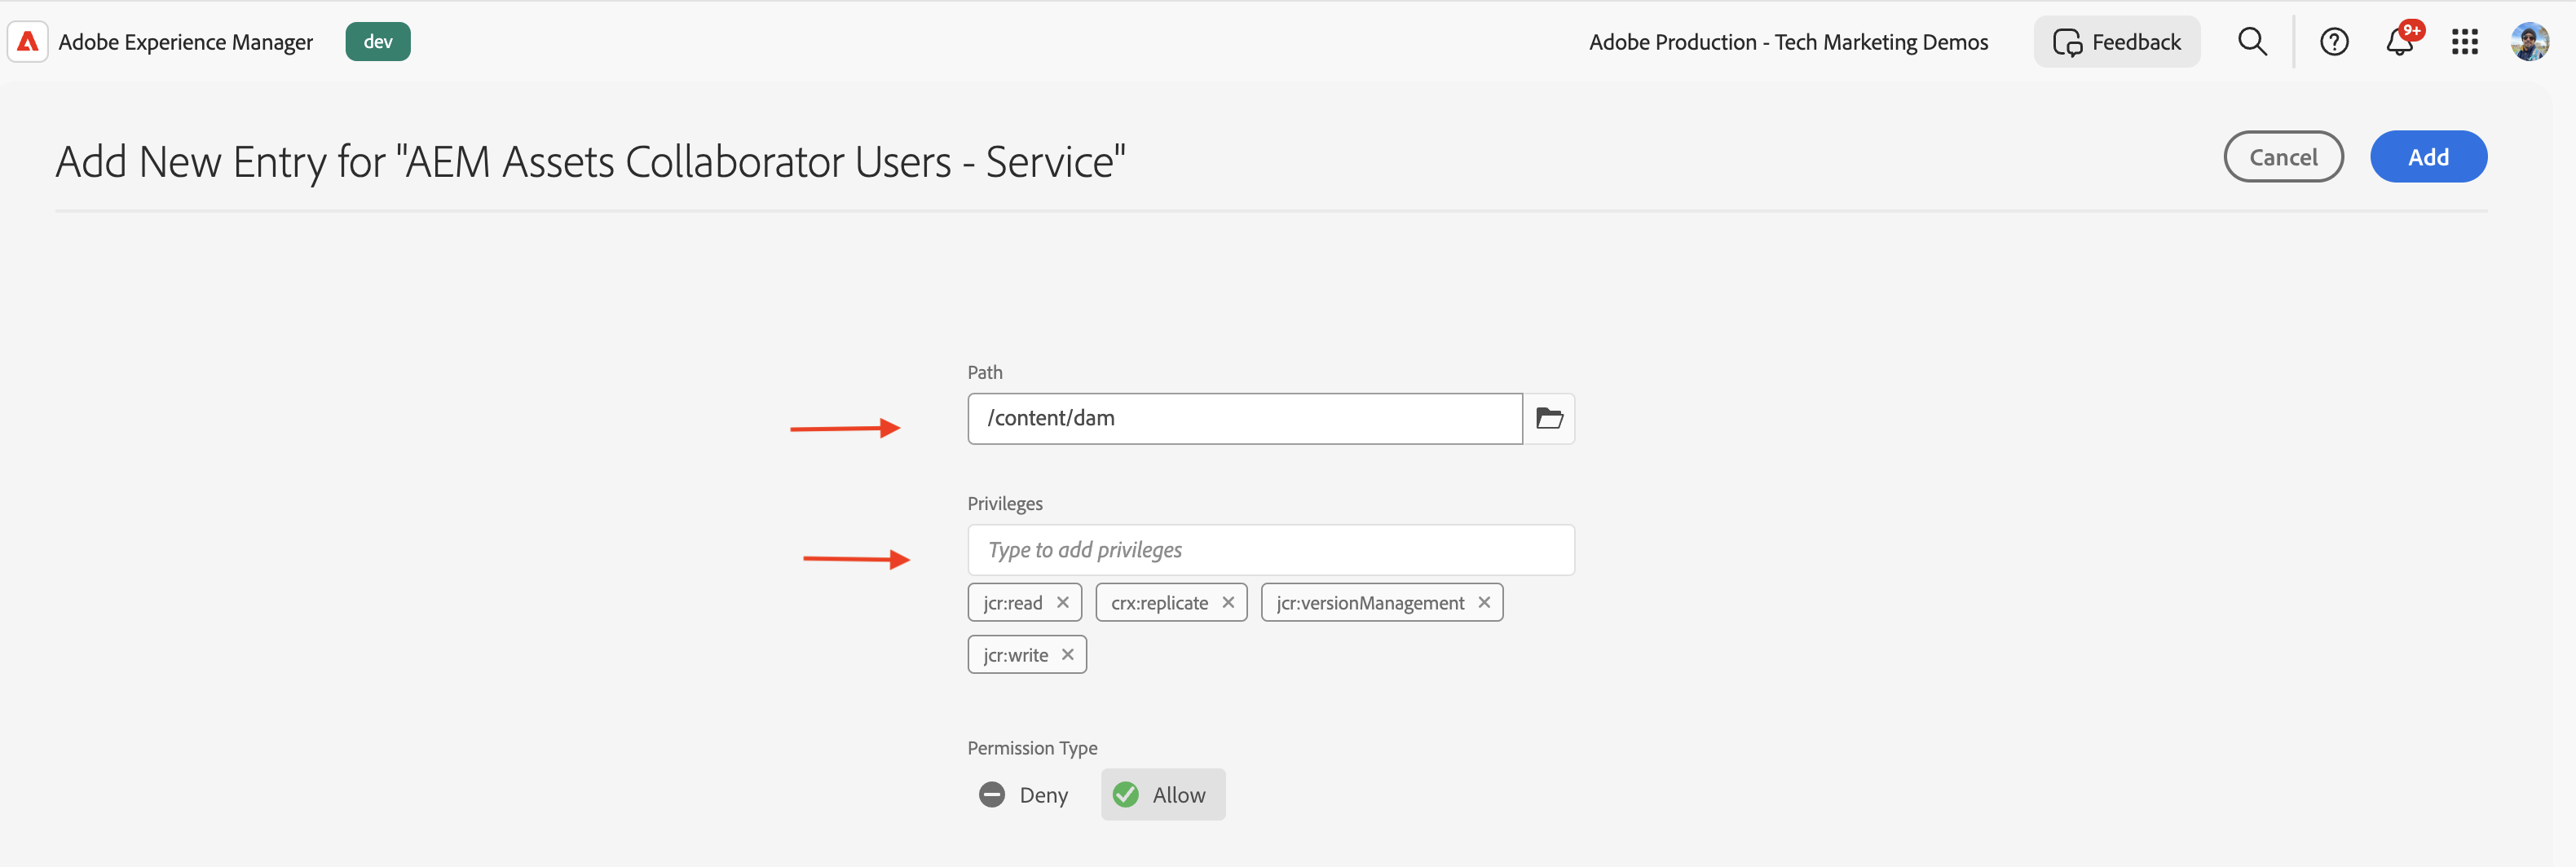 Adobe Experience Manager
dev
Adobe Production - Tech Marketing Demos
Feedback
9+
Add New Entry for "AEM Assets Collaborator Users - Service"
Cancel
Add
Path
/content/dam
Privileges
Type to add privileges
jcr:read
crx:replicate
jcr:versionManagement
jcr:write
Permission Type
Deny
Allow